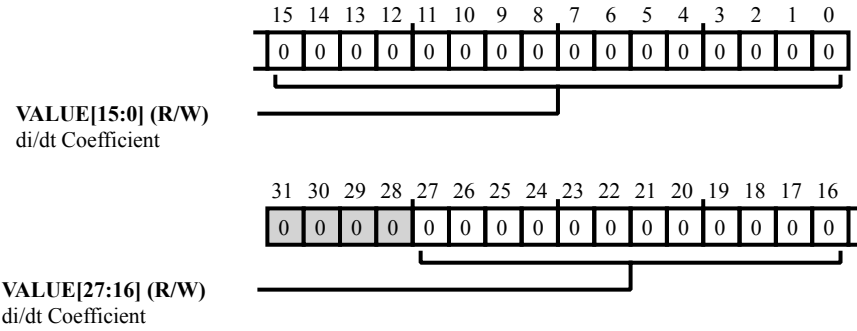 15 14 13 12 11 10 9 8 7 6 5 4 3 2 1 0
0 0 0 0 0 0 0 0 0 0 0 0 0 0 0 0
VALUE[15:0] (R/W)
di/dt Coefficient
31 30 29 28 27 26 25 24 23 22 21 20 19 18 17 16
0 0 0 0 0 0 0 0 0 0 0 0 0 0 0 0
VALUE[27:16] (R/W)
di/dt Coefficient